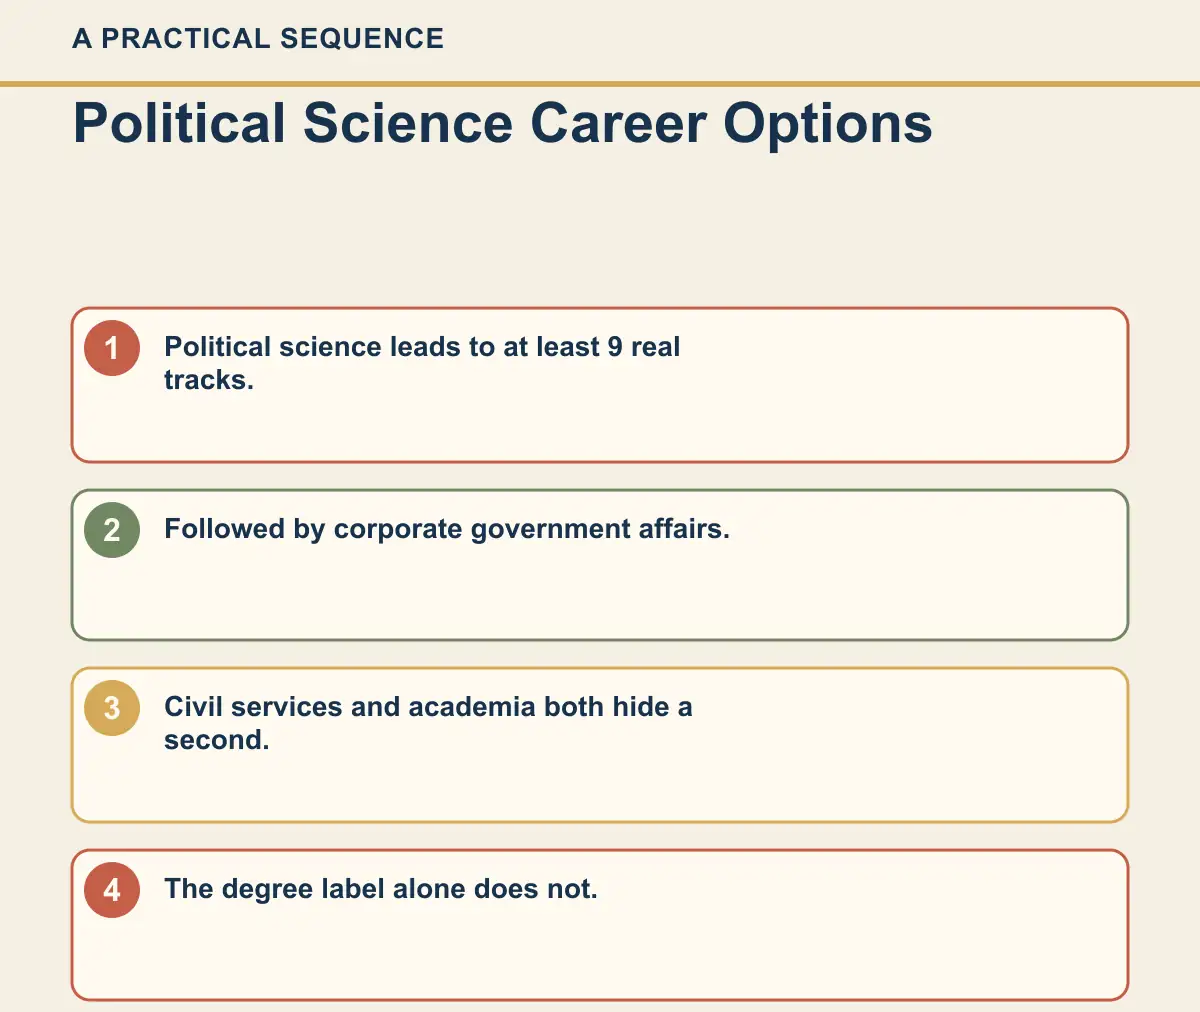 A PRACTICAL SEQUENCE
Political Science Career Options
1
Political science leads to at least 9 real
tracks.
2
Followed by corporate government affairs.
3
Civil services and academia both hide a
second.
4
The degree label alone does not.